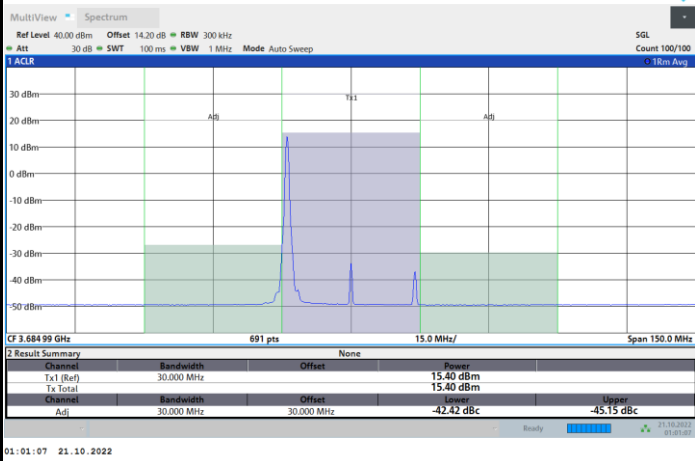 MultiView Spectrum
Ref Level 40.00 dBm Offset 14.20 dB RBW 300 kHz SGL
Att 30 dB SWT 100 ms VBW 1 MHz Mode Auto Sweep Count 100/100
1 ACLR 1Rm Avg
30 dBm
Tx1
20 dBm Adj Adj
10 dBm
0 dBm
-10 dBm
-20 dBm
-30 dBm
-40 dBm
-50 dBm
CF 3.684 99 GHz 691 pts 15.0 MHz/ Span 150.0 MHz
2 Result Summary None
Channel Bandwidth Offset Power
Tx1 (Ref) 30.000 MHz 15.40 dBm
Tx Total 15.40 dBm
Channel Bandwidth Offset Lower Upper
Adj 30.000 MHz 30.000 MHz -42.42 dBc -45.15 dBc
Ready 21.10.2022
01:01:07
01:01:07 21.10.2022